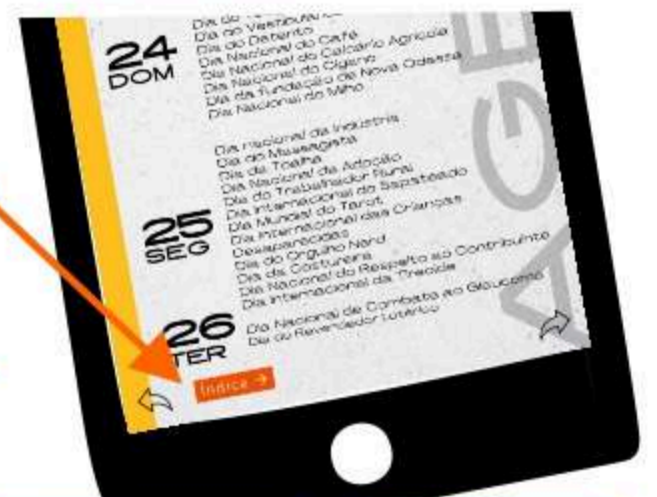 Dia do
Dia do Vestibulando
Dia do Detento
Dia Nacional do Café
Dia Nacional do Calcário Agrícola
Dia Nacional do Cigano
Dia da fundação de Nova Odessa
Dia Nacional do Milho
24
DOM
Dia nacional da Indústria
Dia do Massagista
Dia da Toalha
Dia Nacional da Adoção
Dia do Trabalhador Rural
Dia Internacional do Sapateado
Dia Mundial do Tarot
Dia Internacional das Crianças
Desaparecidas
Dia do Orgulho Nerd
Dia da Costureira
Dia Nacional do Respeito ao Contribuinte
Dia Internacional da Tireóide
25
SEG
Dia Nacional de Combate ao Glaucoma
Dia do Revendedor Lotérico
26
TER
Índice →
A GE